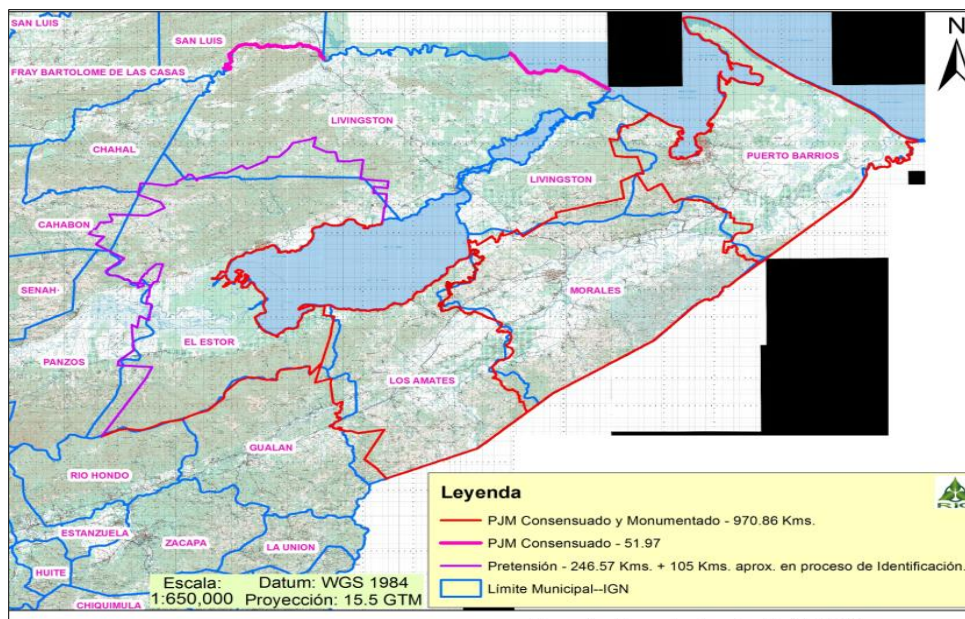 SAN LUIS
SAN LUIS
N
FRAY BARTOLOME DE LAS CASAS
LIVINGSTON
CHAHAL
PUERTO BARRIOS
LIVINGSTON
CAHABON
SENAH-
MORALES
EL ESTOR
PANZOS
LOS AMATES
GUALAN
RIO HONDO
Leyenda
PJM Consensuado y Monumentado - 970.86 Kms.
PJM Consensuado - 51.97
Pretensión - 246.57 Kms. + 105 Kms. aprox. en proceso de Identificación.
Límite Municipal--IGN
ESTANZUELA
ZACAPA
LA UNION
HUITE
CHIQUIMULA
Escala: Datum: WGS 1984
1:650,000 Proyección: 15.5 GTM